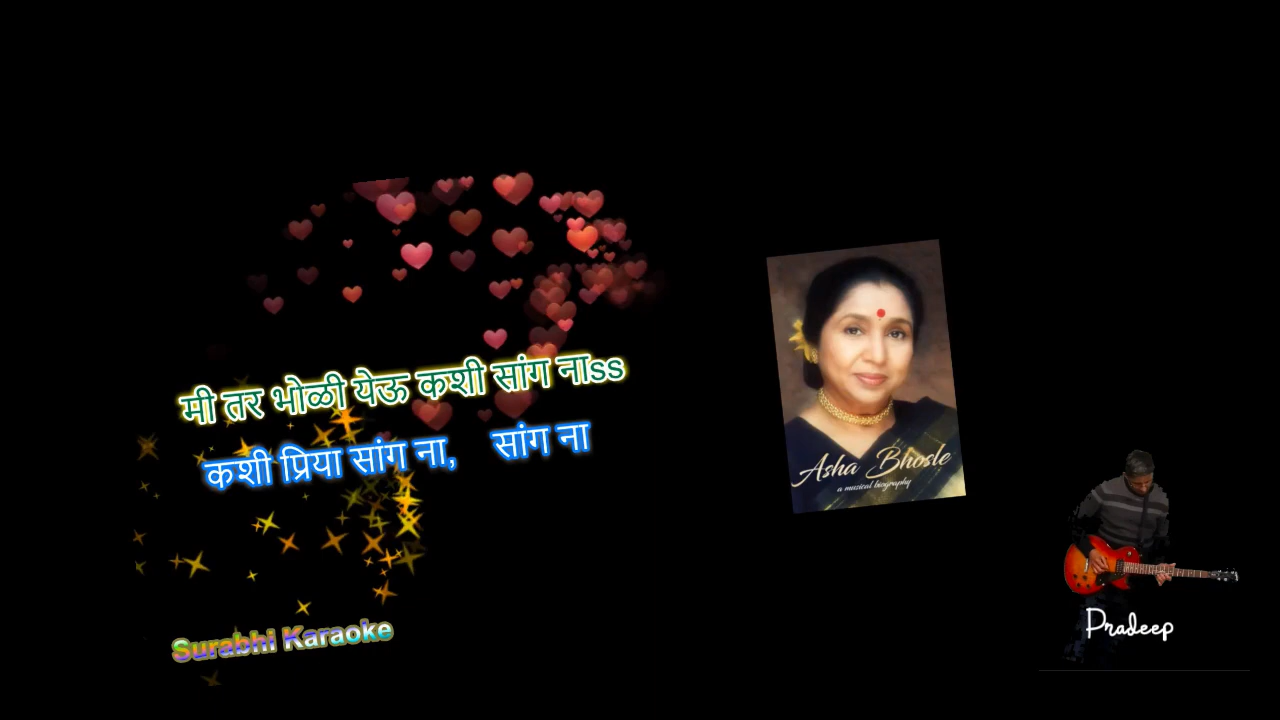 मी तर भोळी येऊ कशी सांग नाss
कशी प्रिया सांग ना, सांग ना
Asha Bhosle
a musical biography
Pradeep
Surabhi Karaoke